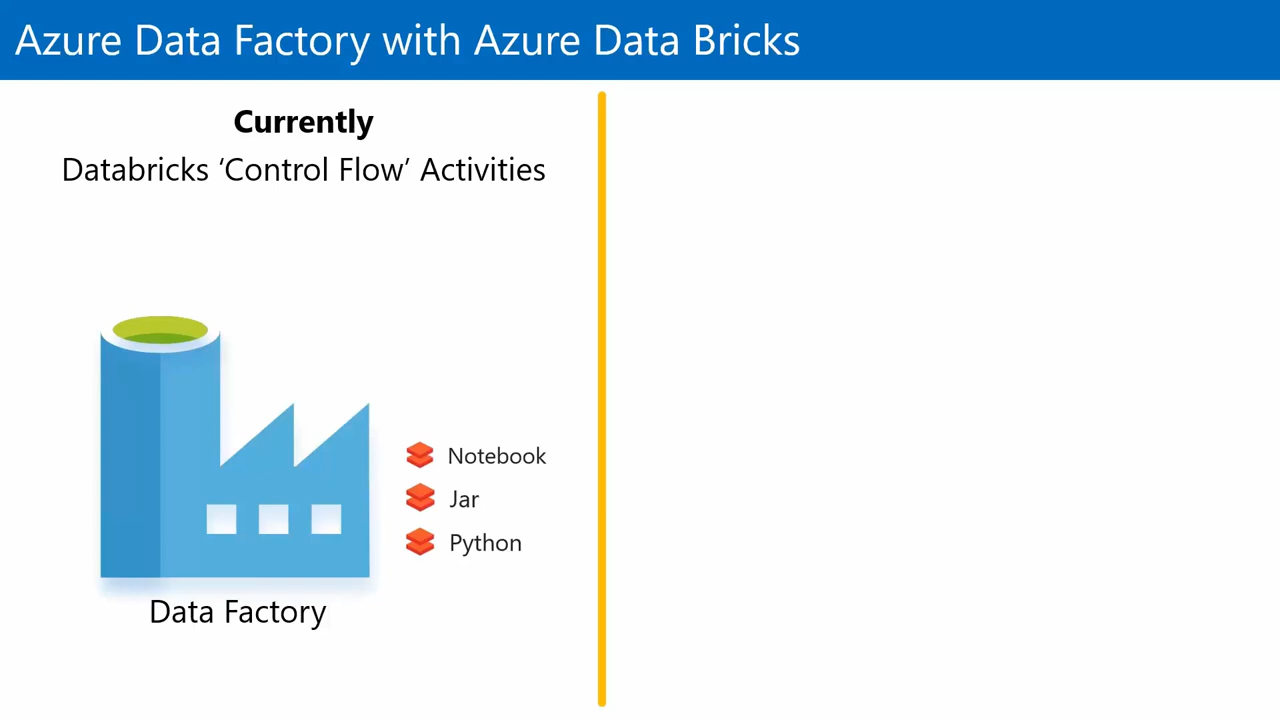 Azure Data Factory with Azure Data Bricks
Currently
Databricks ‘Control Flow’ Activities
Notebook
Jar
Python
Data Factory